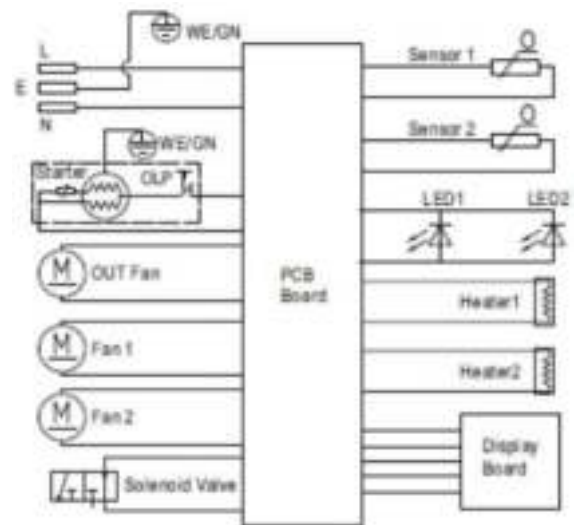 WE/GN
L
E
N
WE/GN
Starter
OLP
OUT Fan
M
Fan 1
M
Fan 2
M
Solenoid Valve
PCB
Board
Sensor 1
Sensor 2
LED1
LED2
Heater1
Heater2
Display
Board